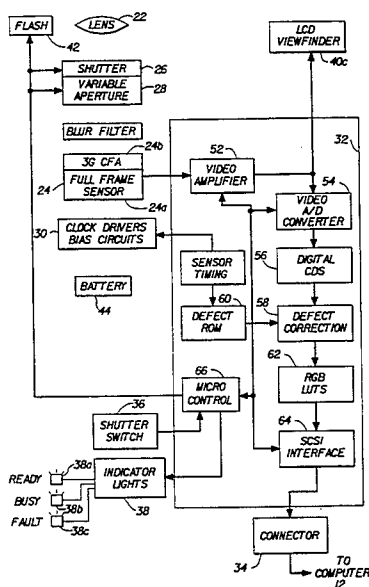 FLASH
42
LENS
22
LCD
VIEWFINDER
40c
SHUTTER
26
VARIABLE
APERTURE
28
BLUR FILTER
24b
3G CFA
FULL FRAME
SENSOR
24
24a
52
VIDEO
AMPLIFIER
32
54
VIDEO
A/D
CONVERTER
30
CLOCK DRIVERS
BIAS CIRCUITS
56
DIGITAL
CDS
SENSOR
TIMING
BATTERY
44
60
DEFECT
ROM
58
DEFECT
CORRECTION
62
RGB
LUTS
66
MICRO
CONTROL
36
SHUTTER
SWITCH
64
SCSI
INTERFACE
READY
38a
BUSY
38b
FAULT
38c
INDICATOR
LIGHTS
38
CONNECTOR
34
TO
COMPUTER
12